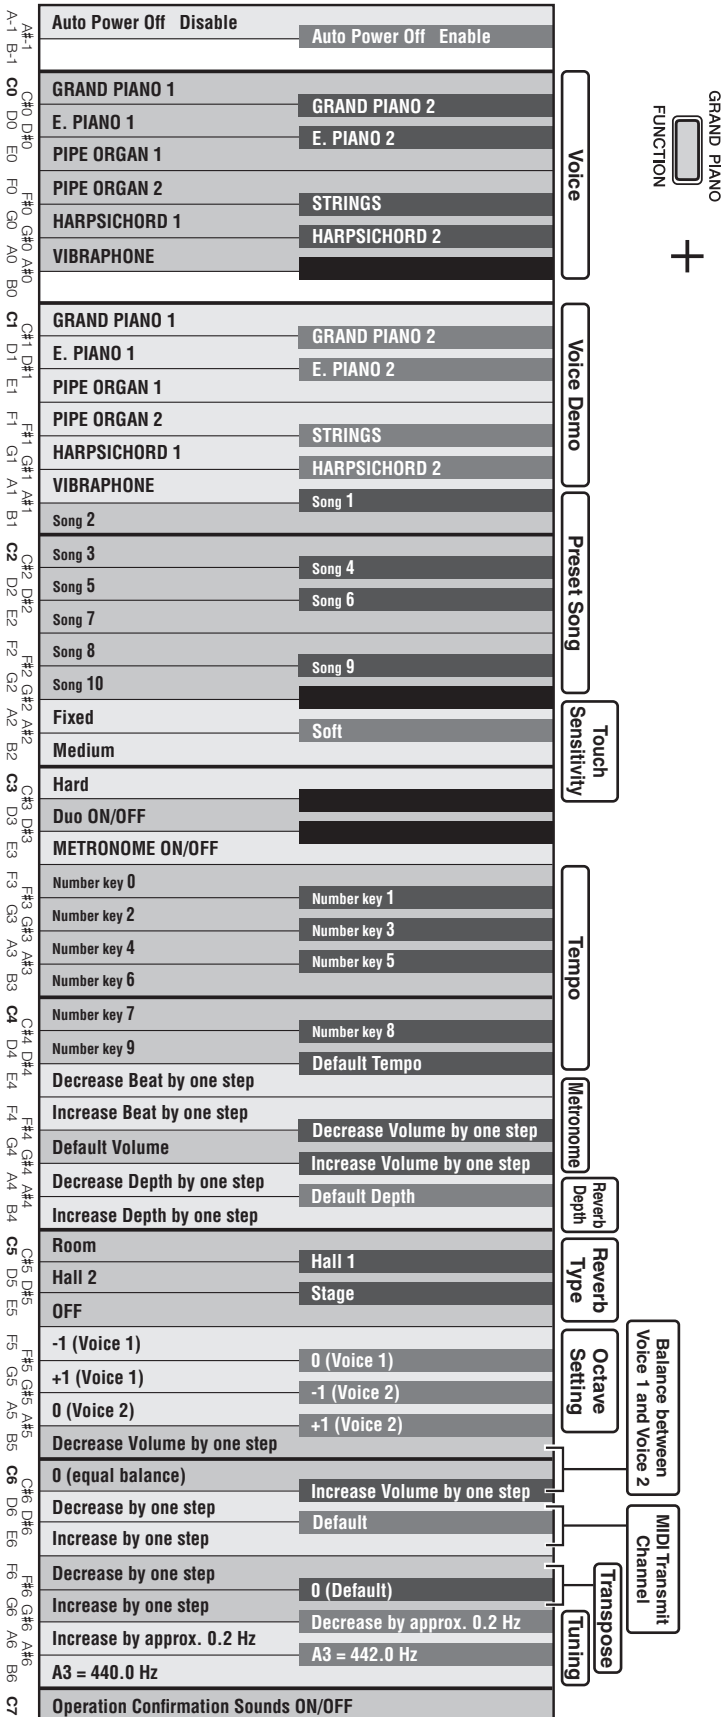 GRAND PIANO
FUNCTION
+
A-1 B-1
A#-1
C0 D0 E0 F0 G0 A0 B0
C#0 D#0 F#0 G#0 A#0
C1 D1 E1 F1 G1 A1 B1
C#1 D#1 F#1 G#1 A#1
C2 D2 E2 F2 G2 A2 B2
C#2 D#2 F#2 G#2 A#2
C3 D3 E3 F3 G3 A3 B3
C#3 D#3 F#3 G#3 A#3
C4 D4 E4 F4 G4 A4 B4
C#4 D#4 F#4 G#4 A#4
C5 D5 E5 F5 G5 A5 B5
C#5 D#5 F#5 G#5 A#5
C6 D6 E6 F6 G6 A6 B6
C#6 D#6 F#6 G#6 A#6
C7
Auto Power Off Disable
Auto Power Off Enable
Voice
GRAND PIANO 1
GRAND PIANO 2
E. PIANO 1
E. PIANO 2
PIPE ORGAN 1
PIPE ORGAN 2
STRINGS
HARPSICHORD 1
HARPSICHORD 2
VIBRAPHONE
Voice Demo
GRAND PIANO 1
GRAND PIANO 2
E. PIANO 1
E. PIANO 2
PIPE ORGAN 1
PIPE ORGAN 2
STRINGS
HARPSICHORD 1
HARPSICHORD 2
VIBRAPHONE
Preset Song
Song 1
Song 2
Song 3
Song 4
Song 5
Song 6
Song 7
Song 8
Song 9
Song 10
Touch
Sensitivity
Fixed
Soft
Medium
Hard
Duo ON/OFF
METRONOME ON/OFF
Tempo
Number key 0
Number key 1
Number key 2
Number key 3
Number key 4
Number key 5
Number key 6
Number key 7
Number key 8
Number key 9
Default Tempo
Metronome
Decrease Beat by one step
Increase Beat by one step
Decrease Volume by one step
Default Volume
Increase Volume by one step
Reverb
Depth
Decrease Depth by one step
Default Depth
Increase Depth by one step
Reverb
Type
Room
Hall 1
Hall 2
Stage
OFF
Octave
Setting
-1 (Voice 1)
0 (Voice 1)
+1 (Voice 1)
-1 (Voice 2)
0 (Voice 2)
+1 (Voice 2)
Balance between
Voice 1 and Voice 2
Decrease Volume by one step
0 (equal balance)
Increase Volume by one step
MIDI Transmit
Channel
Decrease by one step
Default
Increase by one step
Transpose
Decrease by one step
0 (Default)
Increase by one step
Tuning
Decrease by approx. 0.2 Hz
Increase by approx. 0.2 Hz
A3 = 442.0 Hz
A3 = 440.0 Hz
Operation Confirmation Sounds ON/OFF